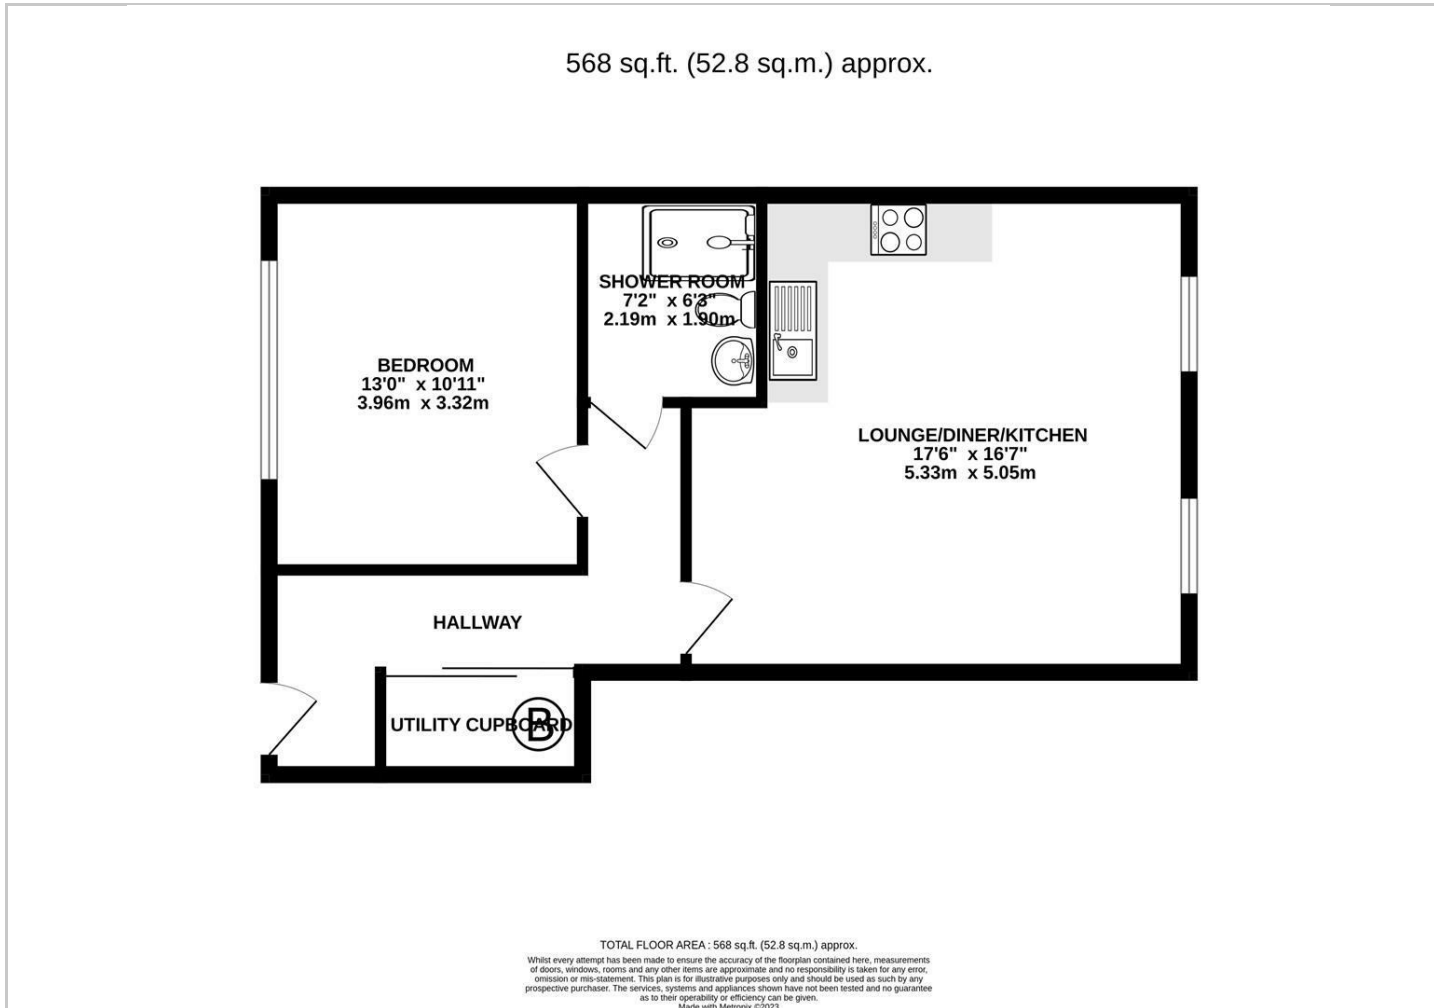 568 sq.ft. (52.8 sq.m.) approx.
SHOWER ROOM
7'2" x 6'3"
2.19m x 1.90m
BEDROOM
13'0" x 10'11"
3.96m x 3.32m
LOUNGE/DINER/KITCHEN
17'6" x 16'7"
5.33m x 5.05m
HALLWAY
UTILITY CUPBOARD
B
TOTAL FLOOR AREA : 568 sq.ft. (52.8 sq.m.) approx.
Whilst every attempt has been made to ensure the accuracy of the floorplan contained here, measurements
of doors, windows, rooms and any other items are approximate and no responsibility is taken for any error,
omission or mis-statement. This plan is for illustrative purposes only and should be used as such by any
prospective purchaser. The services, systems and appliances shown have not been tested and no guarantee
as to their operability or efficiency can be given.
Made with Metropix ©2023